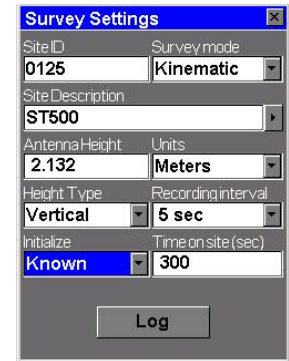 Survey Settings
Site ID Survey mode
0125 Kinematic
Site Description
ST500
Antenna Height Units
2.132 Meters
Height Type Recording interval
Vertical 5 sec
Initialize Time on site (sec)
Known 300
Log